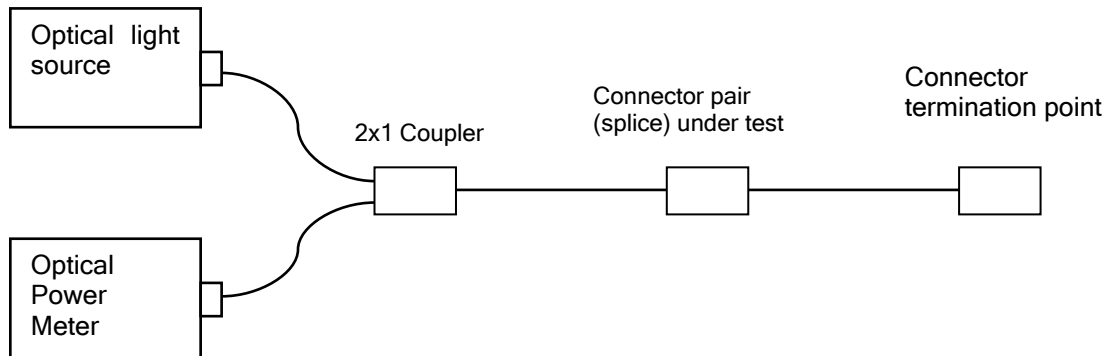 Optical light
source
2x1 Coupler
Connector pair
(splice) under test
Connector
termination point
Optical
Power
Meter